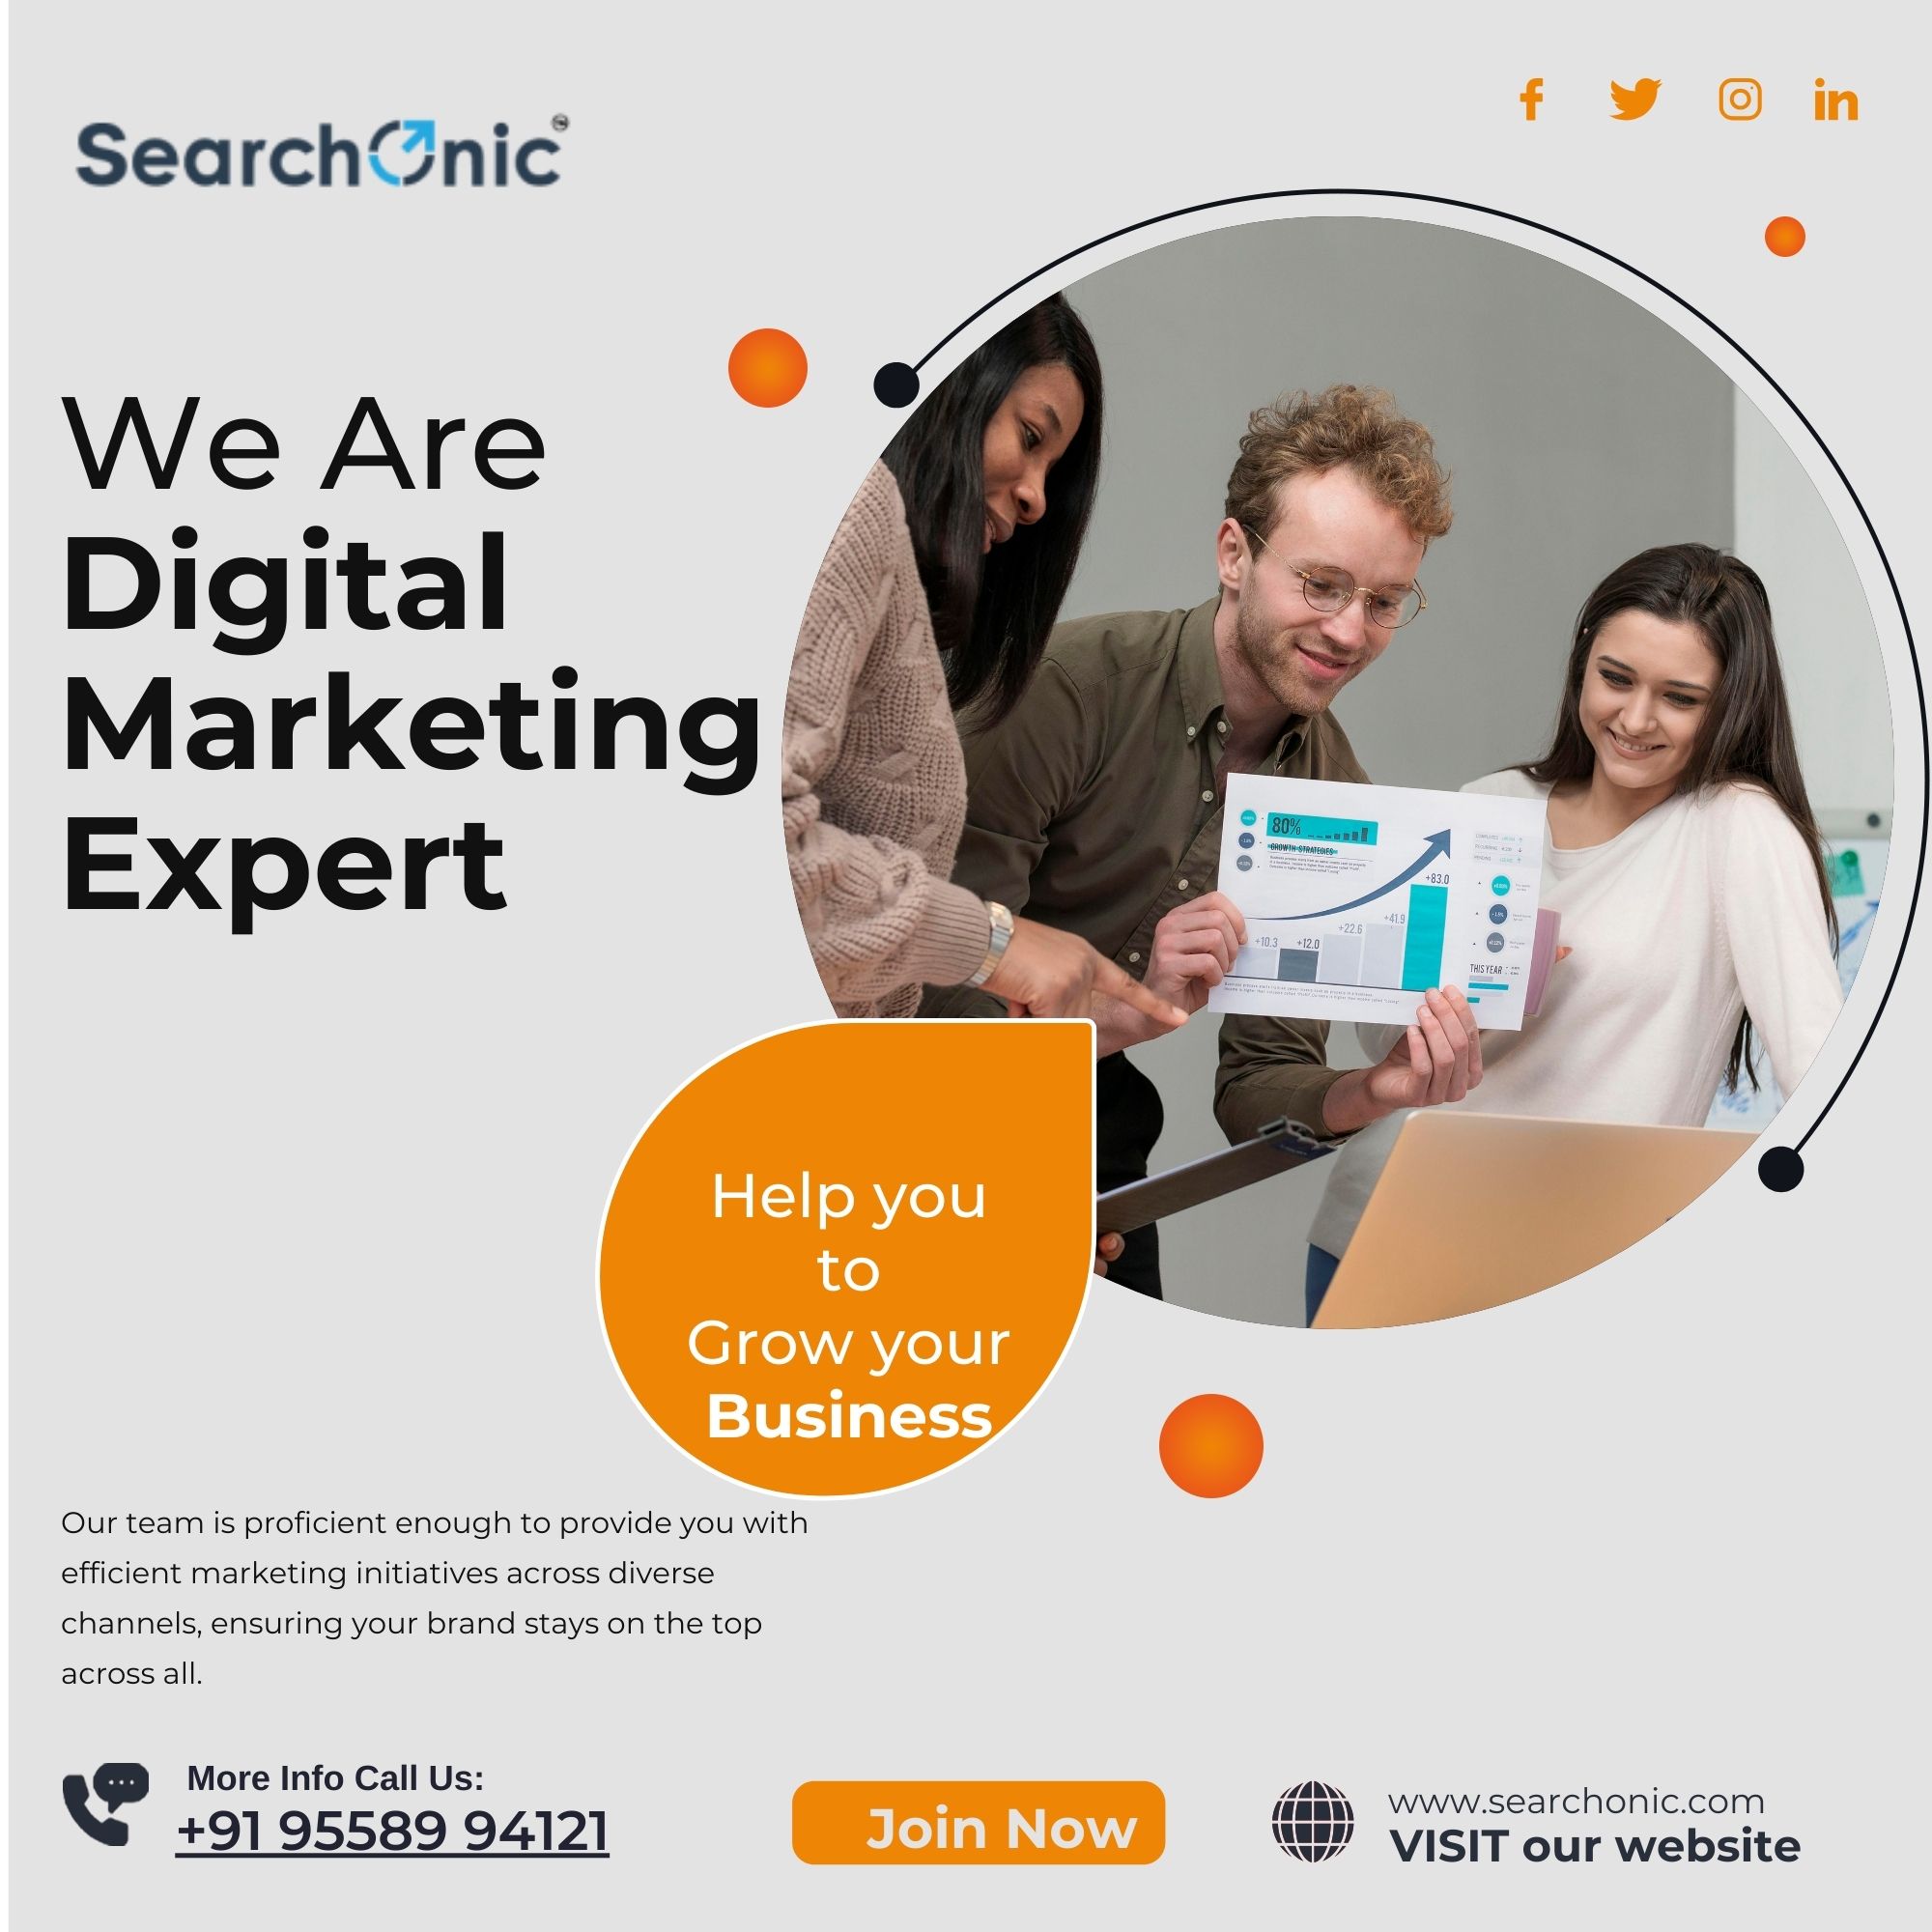 SearchOnic
We Are
Digital
Marketing
Expert
80%
GROWTH STRATEGIES
+83.0
+41.9
+22.6
+12.0
+10.3
THIS YEAR
Help you
to
Grow your
Business
Our team is proficient enough to provide you with
efficient marketing initiatives across diverse
channels, ensuring your brand stays on the top
across all.
More Info Call Us:
+91 95589 94121
Join Now
www.searchonic.com
VISIT our website